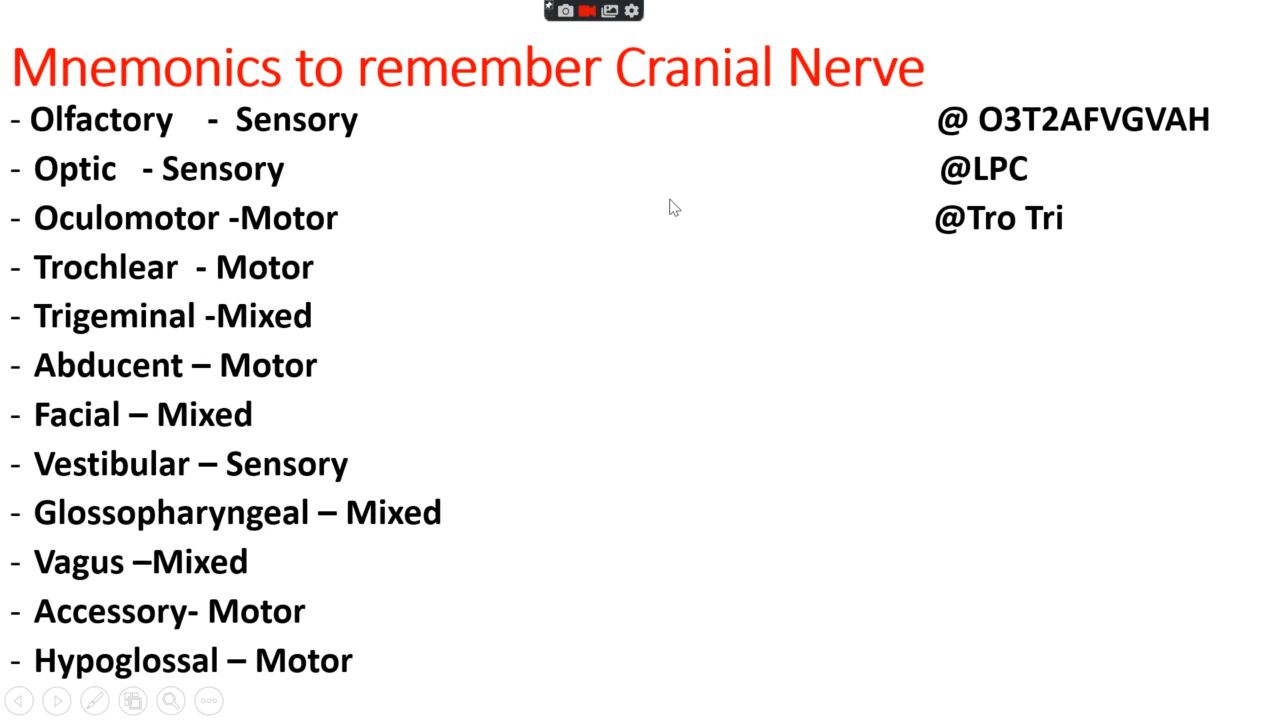 Mnemonics to remember Cranial Nerve
- Olfactory - Sensory
- Optic - Sensory
- Oculomotor -Motor
- Trochlear - Motor
- Trigeminal -Mixed
- Abducent – Motor
- Facial – Mixed
- Vestibular – Sensory
- Glossopharyngeal – Mixed
- Vagus –Mixed
- Accessory- Motor
- Hypoglossal – Motor
@ O3T2AFVGVAH
@LPC
@Tro Tri